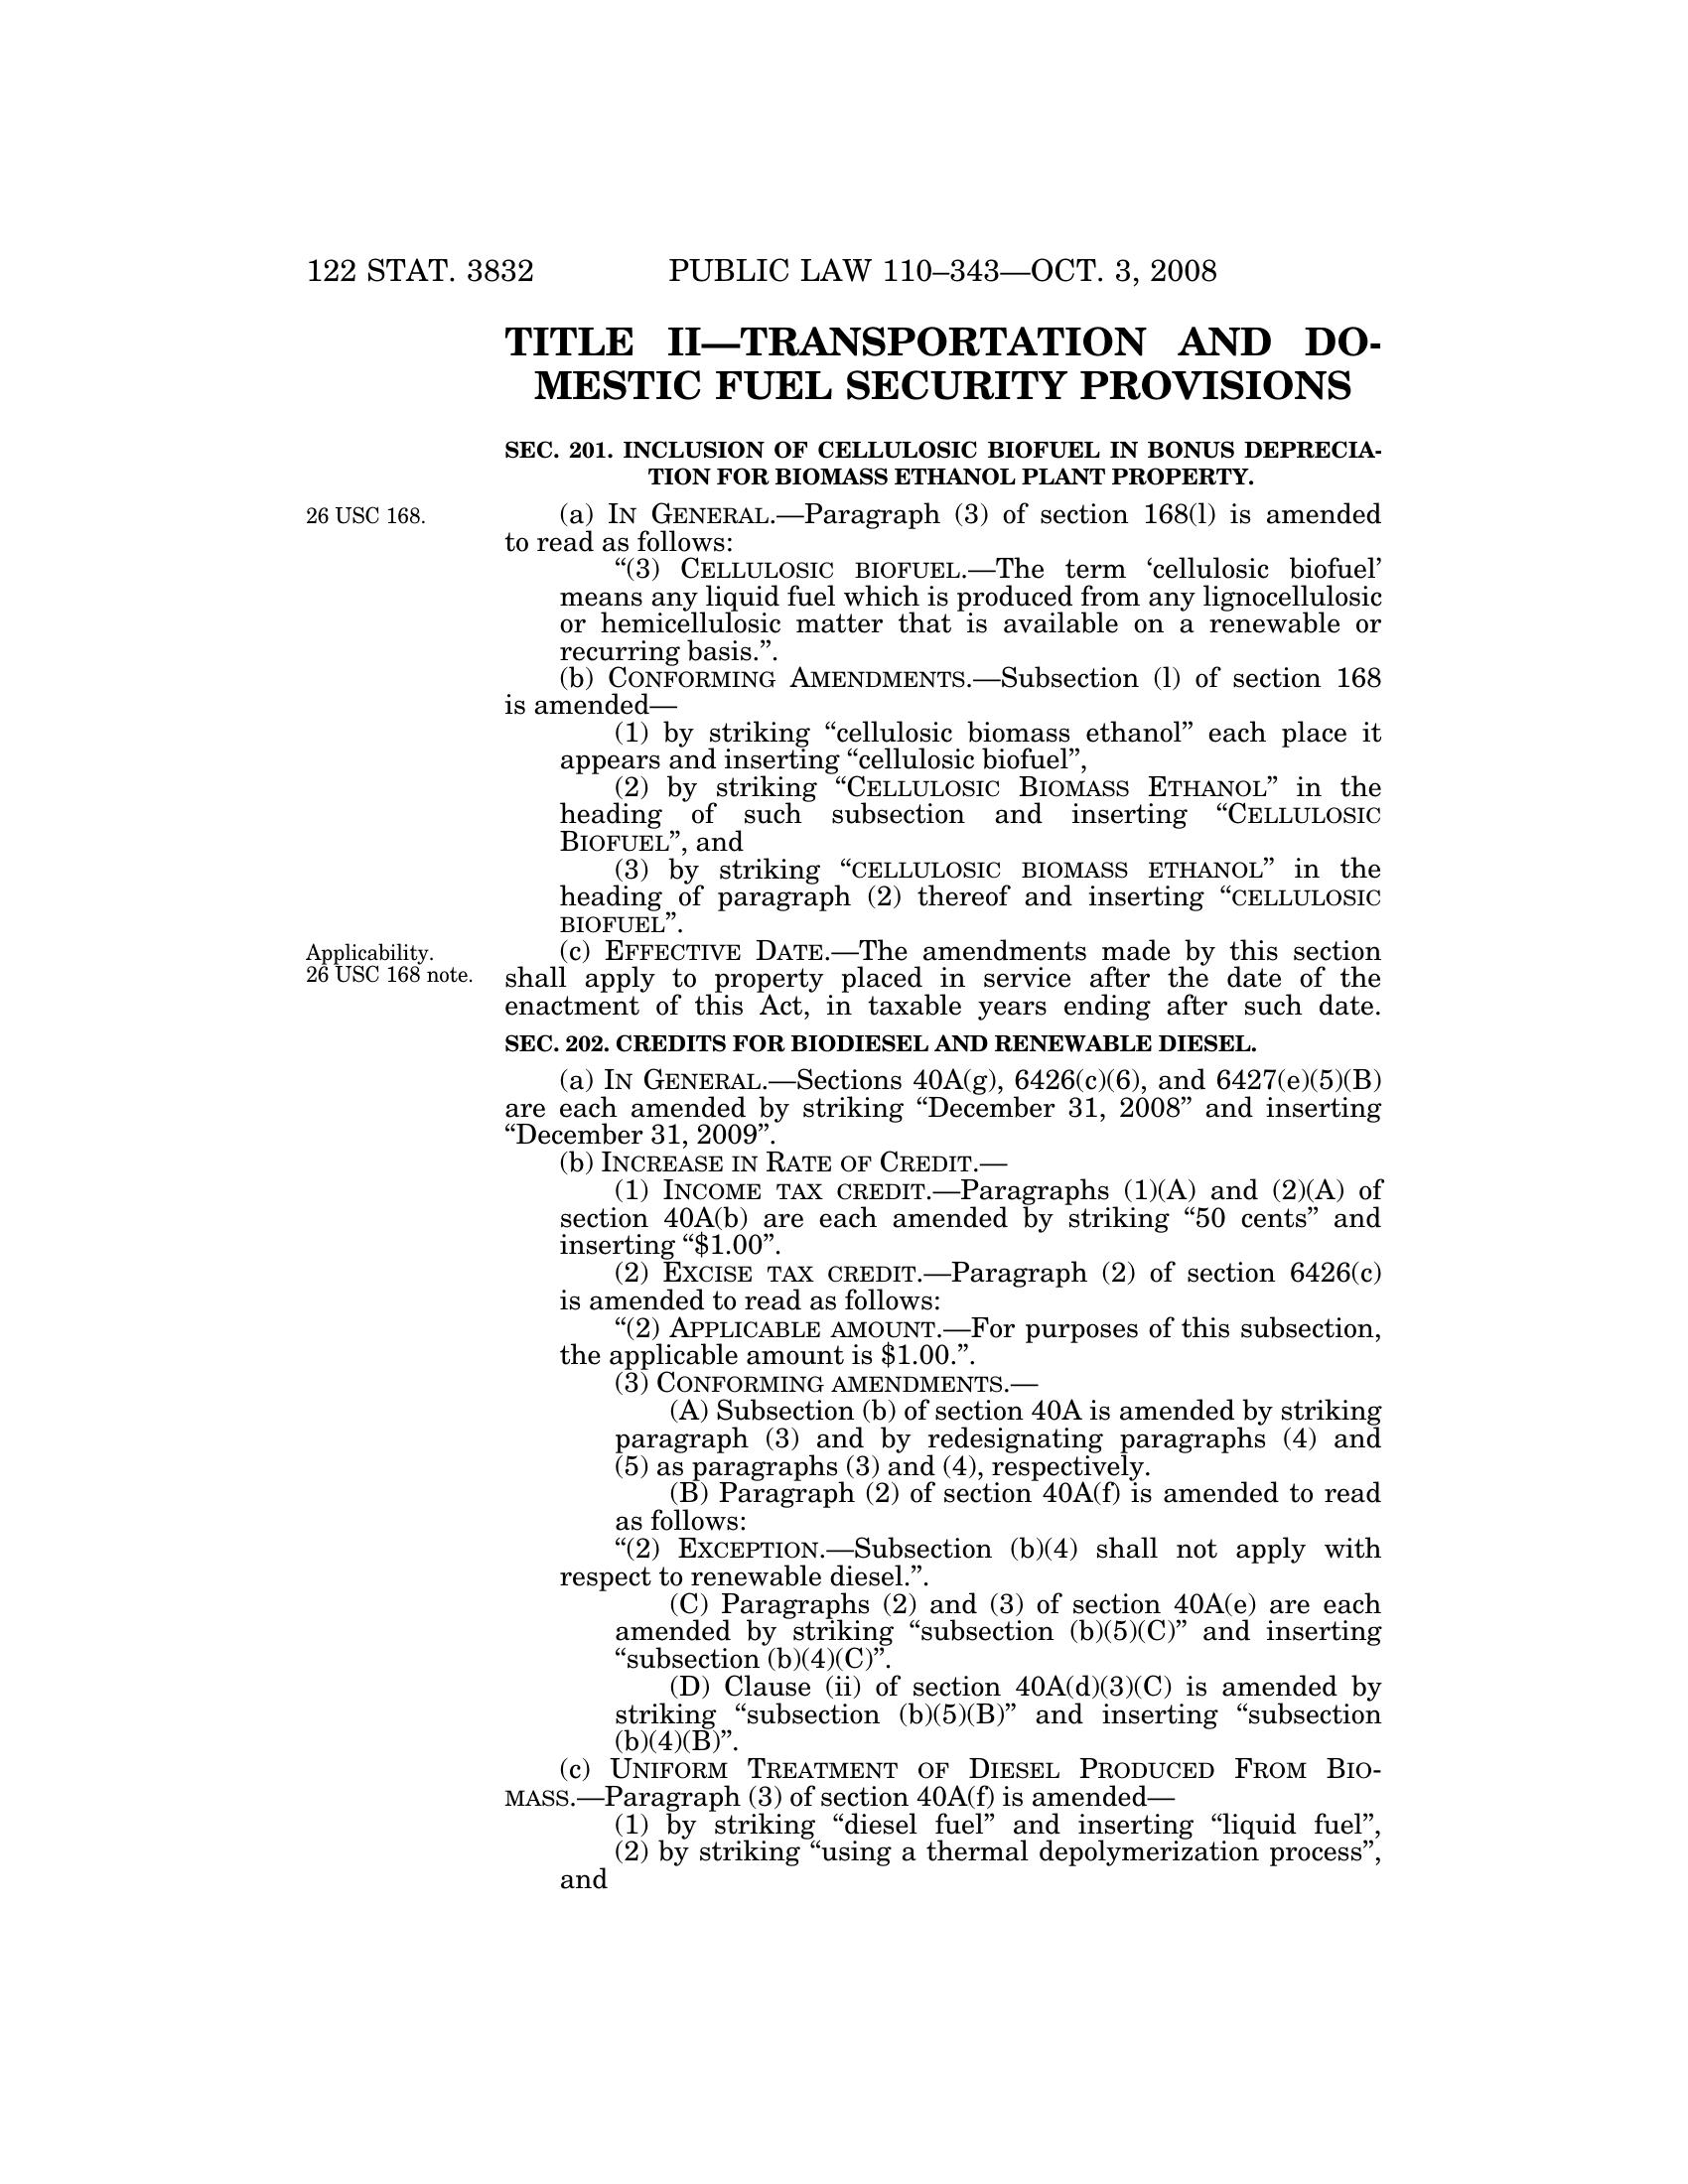 122 STAT. 3832 PUBLIC LAW 110–343—OCT. 3, 2008
TITLE II—TRANSPORTATION AND DO-
MESTIC FUEL SECURITY PROVISIONS
SEC. 201. INCLUSION OF CELLULOSIC BIOFUEL IN BONUS DEPRECIA-
TION FOR BIOMASS ETHANOL PLANT PROPERTY.
26 USC 168.
(a) IN GENERAL.—Paragraph (3) of section 168(l) is amended
to read as follows:
“(3) CELLULOSIC BIOFUEL.—The term ‘cellulosic biofuel’
means any liquid fuel which is produced from any lignocellulosic
or hemicellulosic matter that is available on a renewable or
recurring basis.”.
(b) CONFORMING AMENDMENTS.—Subsection (l) of section 168
is amended—
(1) by striking “cellulosic biomass ethanol” each place it
appears and inserting “cellulosic biofuel”,
(2) by striking “CELLULOSIC BIOMASS ETHANOL” in the
heading of such subsection and inserting “CELLULOSIC
BIOFUEL”, and
(3) by striking “CELLULOSIC BIOMASS ETHANOL” in the
heading of paragraph (2) thereof and inserting “CELLULOSIC
BIOFUEL”.
Applicability.
26 USC 168 note.
(c) EFFECTIVE DATE.—The amendments made by this section
shall apply to property placed in service after the date of the
enactment of this Act, in taxable years ending after such date.
SEC. 202. CREDITS FOR BIODIESEL AND RENEWABLE DIESEL.
(a) IN GENERAL.—Sections 40A(g), 6426(c)(6), and 6427(e)(5)(B)
are each amended by striking “December 31, 2008” and inserting
“December 31, 2009”.
(b) INCREASE IN RATE OF CREDIT.—
(1) INCOME TAX CREDIT.—Paragraphs (1)(A) and (2)(A) of
section 40A(b) are each amended by striking “50 cents” and
inserting “$1.00”.
(2) EXCISE TAX CREDIT.—Paragraph (2) of section 6426(c)
is amended to read as follows:
“(2) APPLICABLE AMOUNT.—For purposes of this subsection,
the applicable amount is $1.00.”.
(3) CONFORMING AMENDMENTS.—
(A) Subsection (b) of section 40A is amended by striking
paragraph (3) and by redesignating paragraphs (4) and
(5) as paragraphs (3) and (4), respectively.
(B) Paragraph (2) of section 40A(f) is amended to read
as follows:
“(2) EXCEPTION.—Subsection (b)(4) shall not apply with
respect to renewable diesel.”.
(C) Paragraphs (2) and (3) of section 40A(e) are each
amended by striking “subsection (b)(5)(C)” and inserting
“subsection (b)(4)(C)”.
(D) Clause (ii) of section 40A(d)(3)(C) is amended by
striking “subsection (b)(5)(B)” and inserting “subsection
(b)(4)(B)”.
(c) UNIFORM TREATMENT OF DIESEL PRODUCED FROM BIO-
MASS.—Paragraph (3) of section 40A(f) is amended—
(1) by striking “diesel fuel” and inserting “liquid fuel”,
(2) by striking “using a thermal depolymerization process”,
and